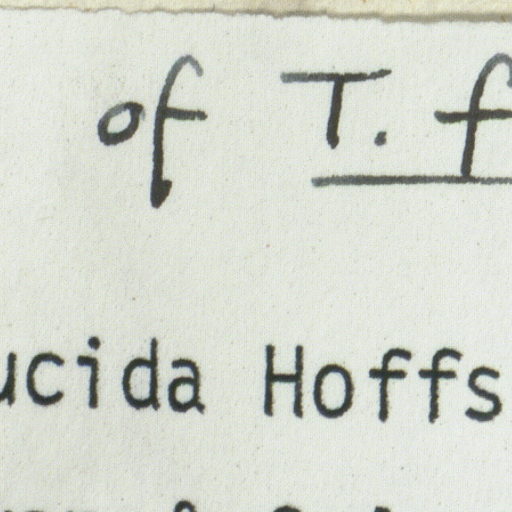 of T. f
ucida Hoffs